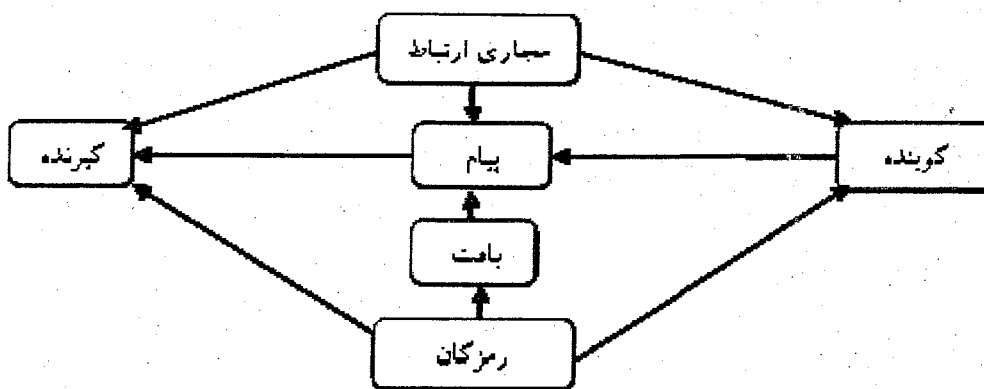 مجاری ارتباط
گوینده
پیام
گیرنده
بافت
رمزگان